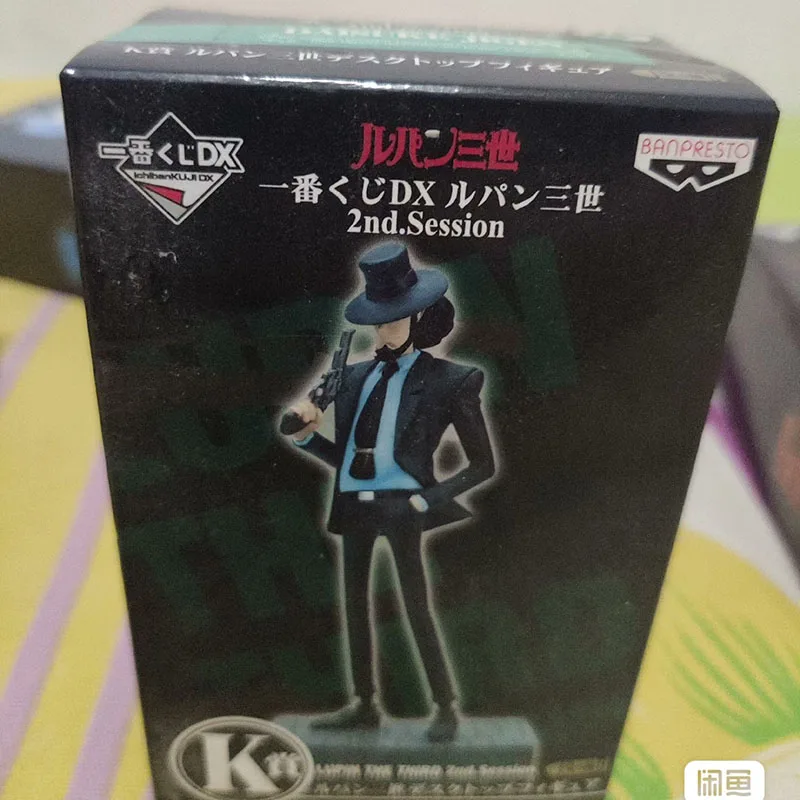 K賞 ルパン三世デスクトップフィギュア
一番くじDX
IchibanKUJI DX
ルパン三世
BANPRESTO
一番くじDX ルパン三世
2nd.Session
K賞
LUPIN THE THIRD 2nd.Session
ルパン三世デスクトップフィギュア
闲鱼